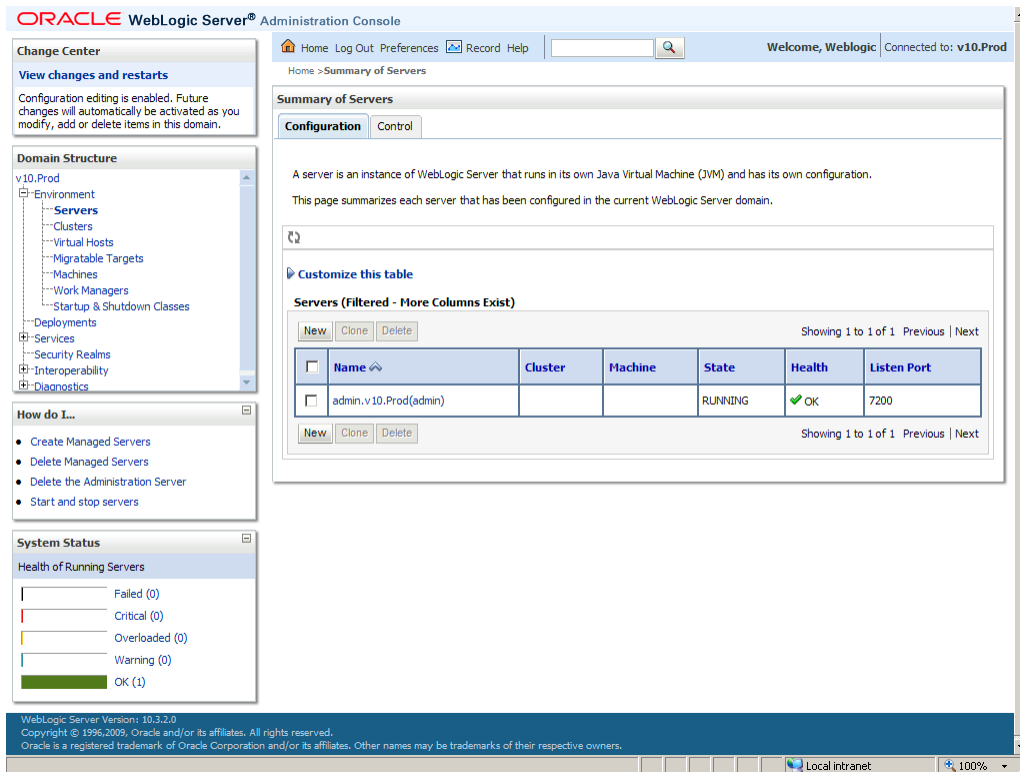 ORACLE WebLogic Server® Administration Console
Change Center
View changes and restarts
Configuration editing is enabled. Future
changes will automatically be activated as you
modify, add or delete items in this domain.
Domain Structure
v10.Prod
Environment
Servers
Clusters
Virtual Hosts
Migratable Targets
Machines
Work Managers
Startup & Shutdown Classes
Deployments
Services
Security Realms
Interoperability
Diagnostics
How do I...
Create Managed Servers
Delete Managed Servers
Delete the Administration Server
Start and stop servers
System Status
Health of Running Servers
Failed (0)
Critical (0)
Overloaded (0)
Warning (0)
OK (1)
Home Log Out Preferences Record Help
Welcome, Weblogic Connected to: v10.Prod
Home >Summary of Servers
Summary of Servers
Configuration Control
A server is an instance of WebLogic Server that runs in its own Java Virtual Machine (JVM) and has its own configuration.
This page summarizes each server that has been configured in the current WebLogic Server domain.
Customize this table
Servers (Filtered - More Columns Exist)
New Clone Delete Showing 1 to 1 of 1 Previous | Next
Name Cluster Machine State Health Listen Port
admin.v10.Prod(admin) RUNNING OK 7200
New Clone Delete Showing 1 to 1 of 1 Previous | Next
WebLogic Server Version: 10.3.2.0
Copyright © 1996,2009, Oracle and/or its affiliates. All rights reserved.
Oracle is a registered trademark of Oracle Corporation and/or its affiliates. Other names may be trademarks of their respective owners.
Local intranet 100%